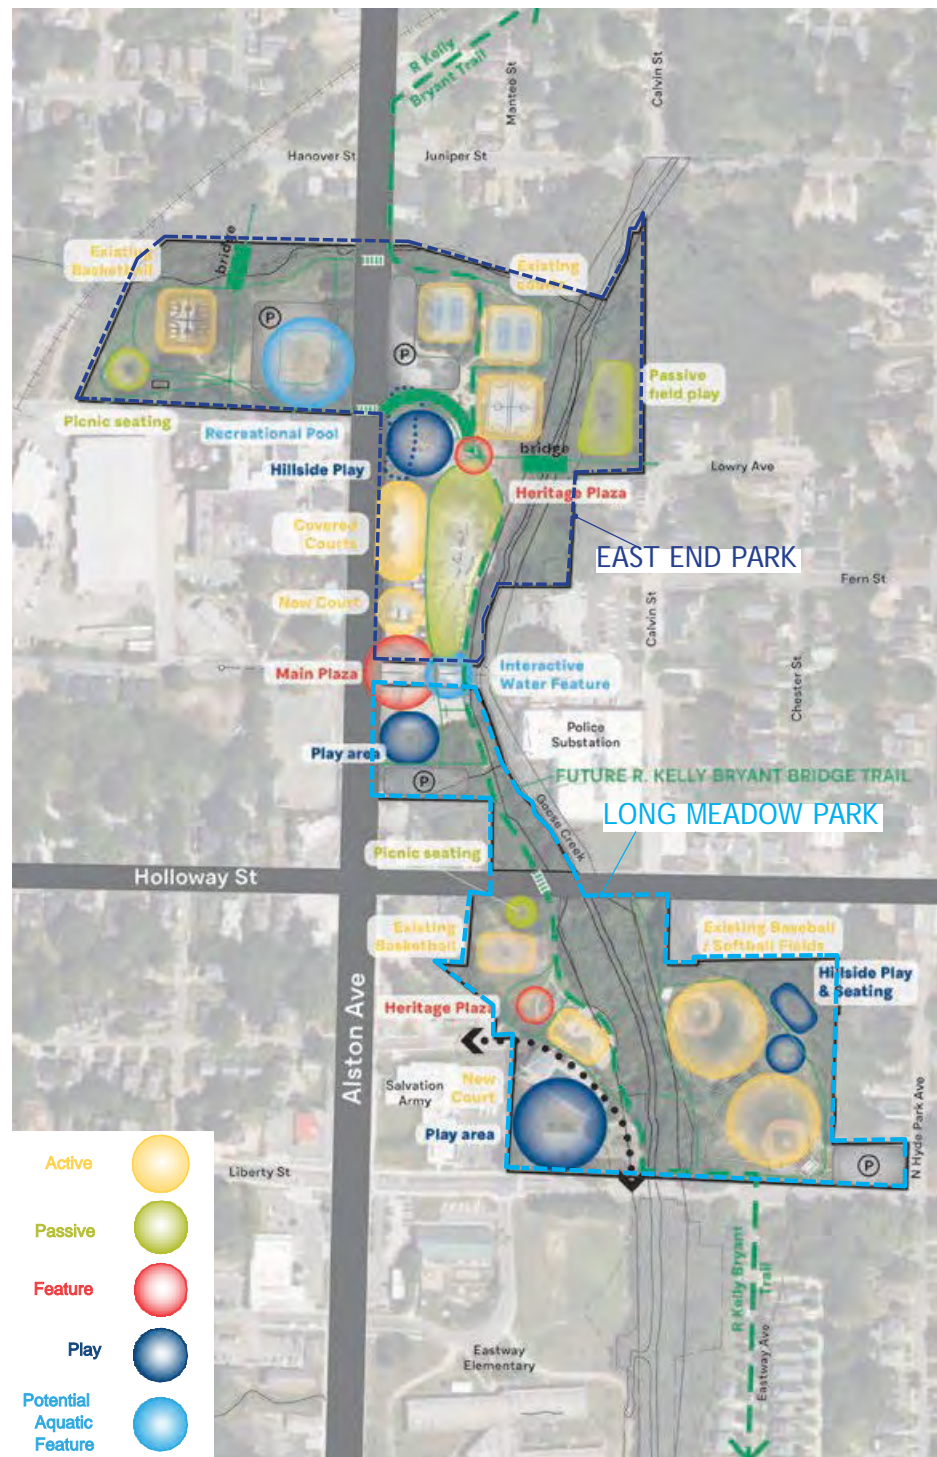 R Kelly
Bryant Trail
Manteo St
Calvin St
Hanover St
Juniper St
Existing
Basketball
bridge
Existing
P
P
Passive
field play
Picnic seating
Recreational Pool
Hillside Play
bridge
Lowry Ave
Heritage Plaza
Covered
Courts
EAST END PARK
Fern St
New Court
Calvin St
Main Plaza
Interactive
Water Feature
Chester St
Police
Substation
Play area
P
FUTURE R. KELLY BRYANT BRIDGE TRAIL
Goose Creek
LONG MEADOW PARK
Picnic seating
Holloway St
Existing
Basketball
Existing Baseball
/ Softball Fields
Hillside Play
& Seating
Heritage Plaza
Alston Ave
Salvation
Army
New
Court
Play area
P
N Hyde Park Ave
Liberty St
Active
Passive
Feature
Play
Potential
Aquatic
Feature
R Kelly Bryant
Trail
Eastway Ave
Eastway
Elementary